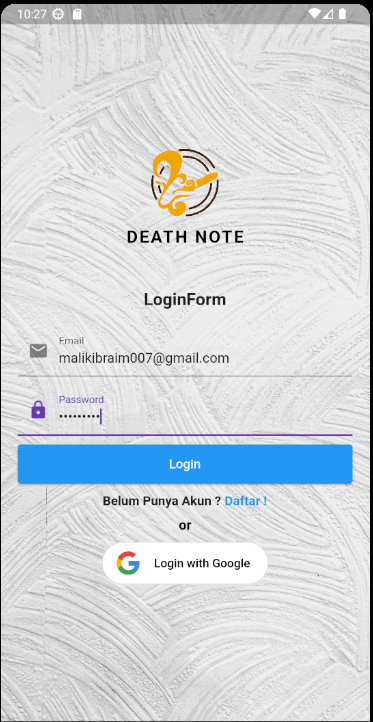 10:27
DEATH NOTE
LoginForm
Email
malikibraim007@gmail.com
Password
•••••••••
Login
Belum Punya Akun ? Daftar !
or
Login with Google